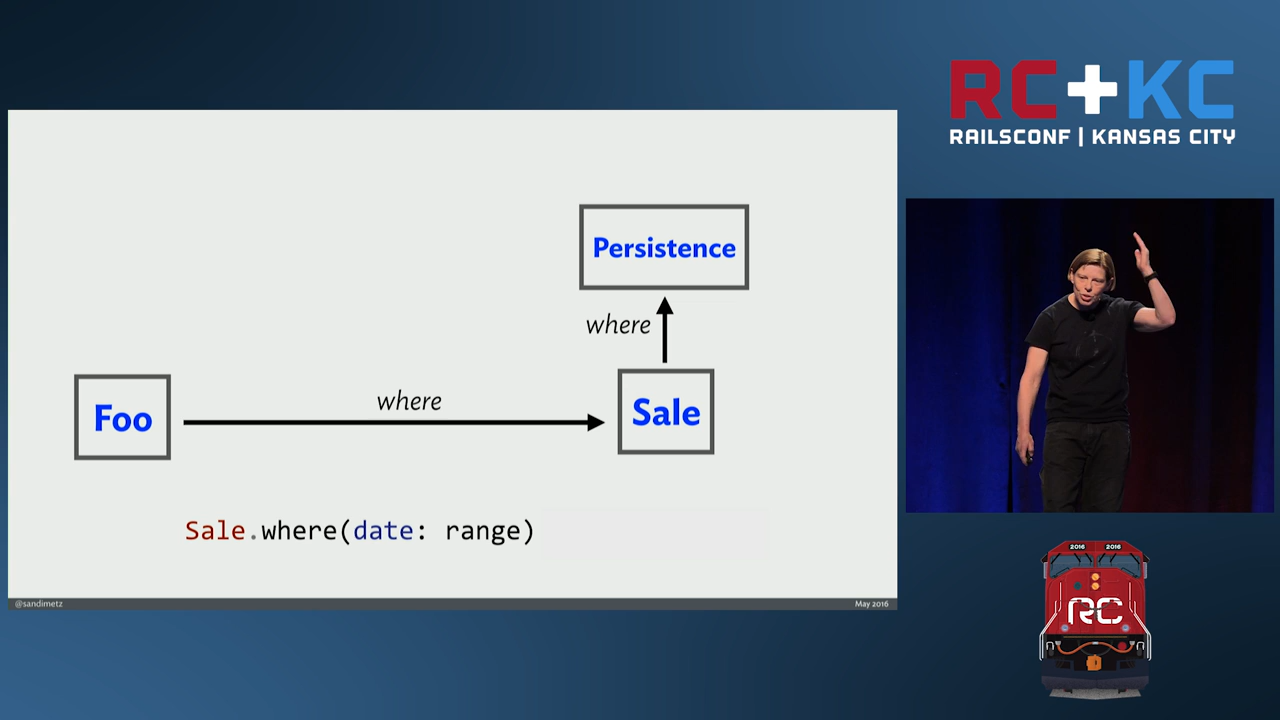 RC+KC
RAILSCONF | KANSAS CITY
Persistence
where
Foo
where
Sale
Sale.where(date: range)
@sandimetz
May 2016
2016 2016
RC